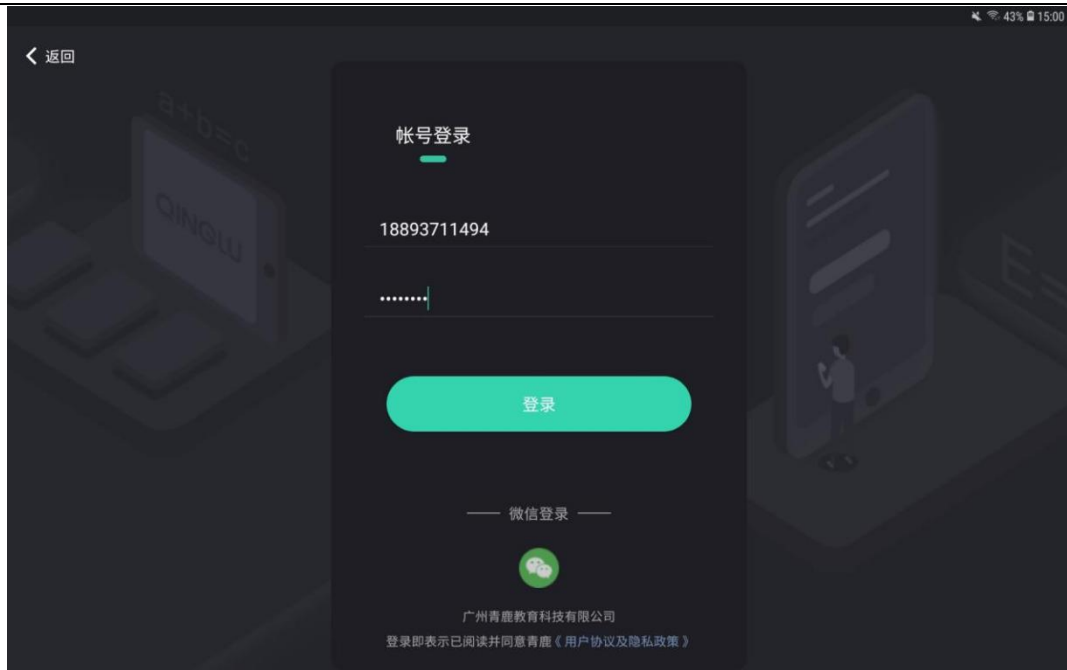 43% 15:00
返回
a+b=c
QINGLU
E=
帐号登录
18893711494
••••••••
登录
微信登录
广州青鹿教育科技有限公司
登录即表示已阅读并同意青鹿《用户协议及隐私政策》